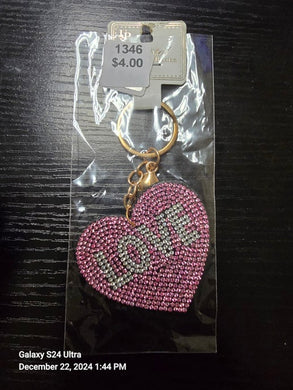 1346
$4.00
LOVE
Galaxy S24 Ultra
December 22, 2024 1:44 PM